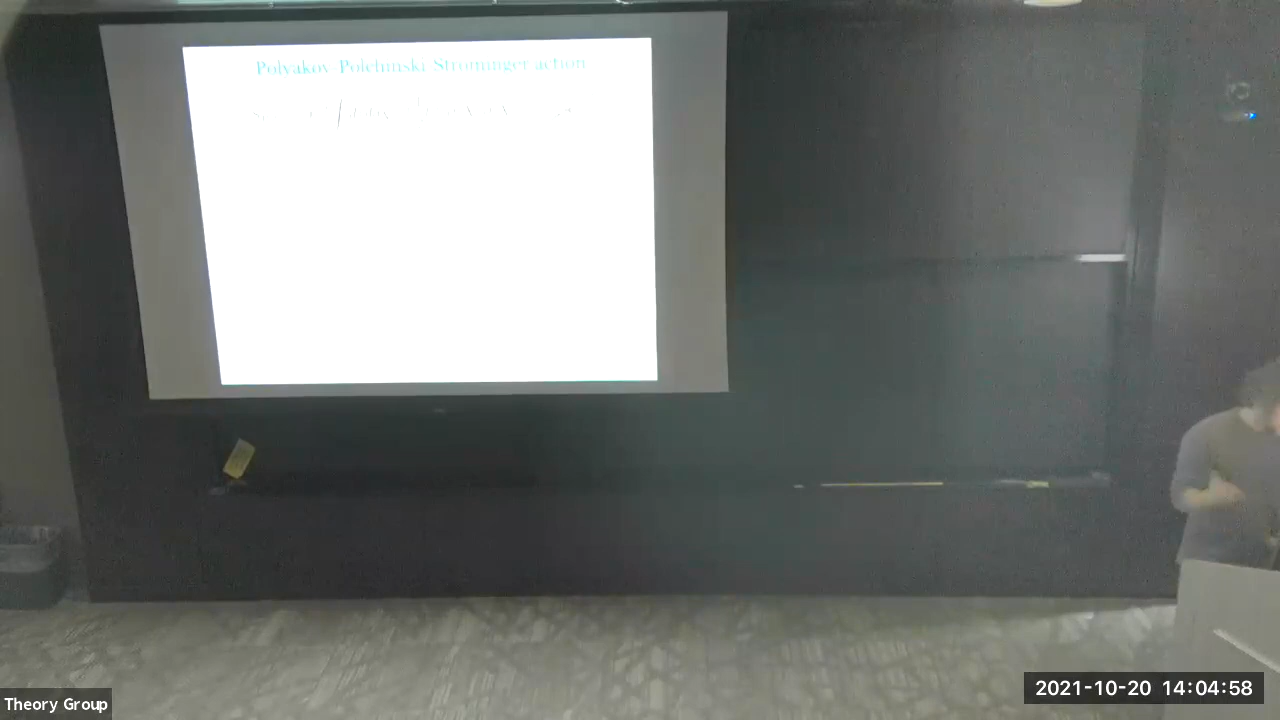 Polyakov-Polchinski-Strominger action
Theory Group
2021-10-20 14:04:58